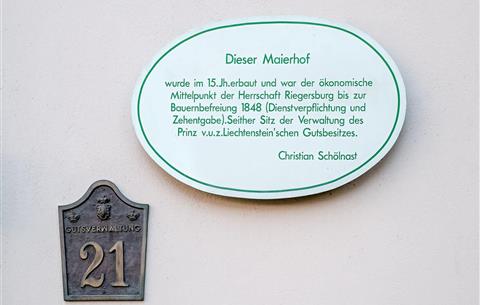 Dieser Maierhof
wurde im 15.Jh.erbaut und war der ökonomische
Mittelpunkt der Herrschaft Riegersburg bis zur
Bauernbefreiung 1848 (Dienstverpflichtung und
Zehentgabe).Seither Sitz der Verwaltung des
Prinz v.u.z.Liechtenstein'schen Gutsbesitzes.
Christian Schölnast
GUTSVERWALTUNG
21